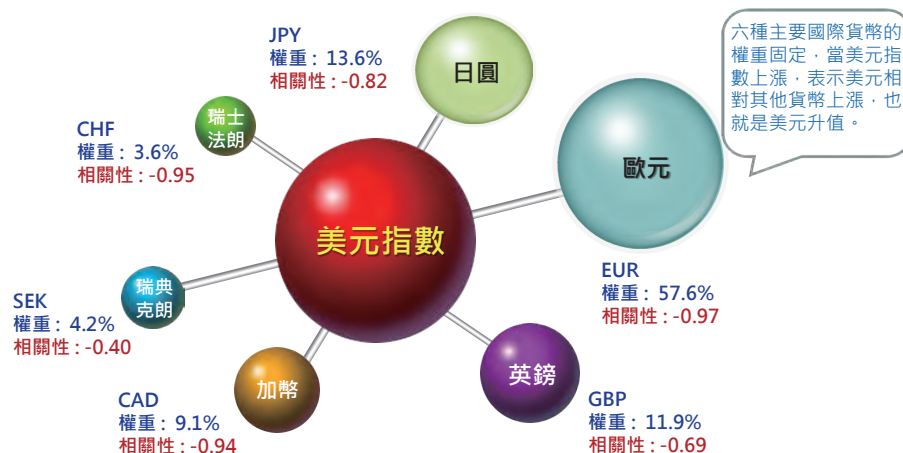 JPY
權重：13.6%
相關性：-0.82
日圓
六種主要國際貨幣的
權重固定，當美元指
數上漲，表示美元相
對其他貨幣上漲，也
就是美元升值。
瑞士
法朗
CHF
權重：3.6%
相關性：-0.95
歐元
美元指數
EUR
權重：57.6%
相關性：-0.97
瑞典
克朗
SEK
權重：4.2%
相關性：-0.40
加幣
CAD
權重：9.1%
相關性：-0.94
英鎊
GBP
權重：11.9%
相關性：-0.69